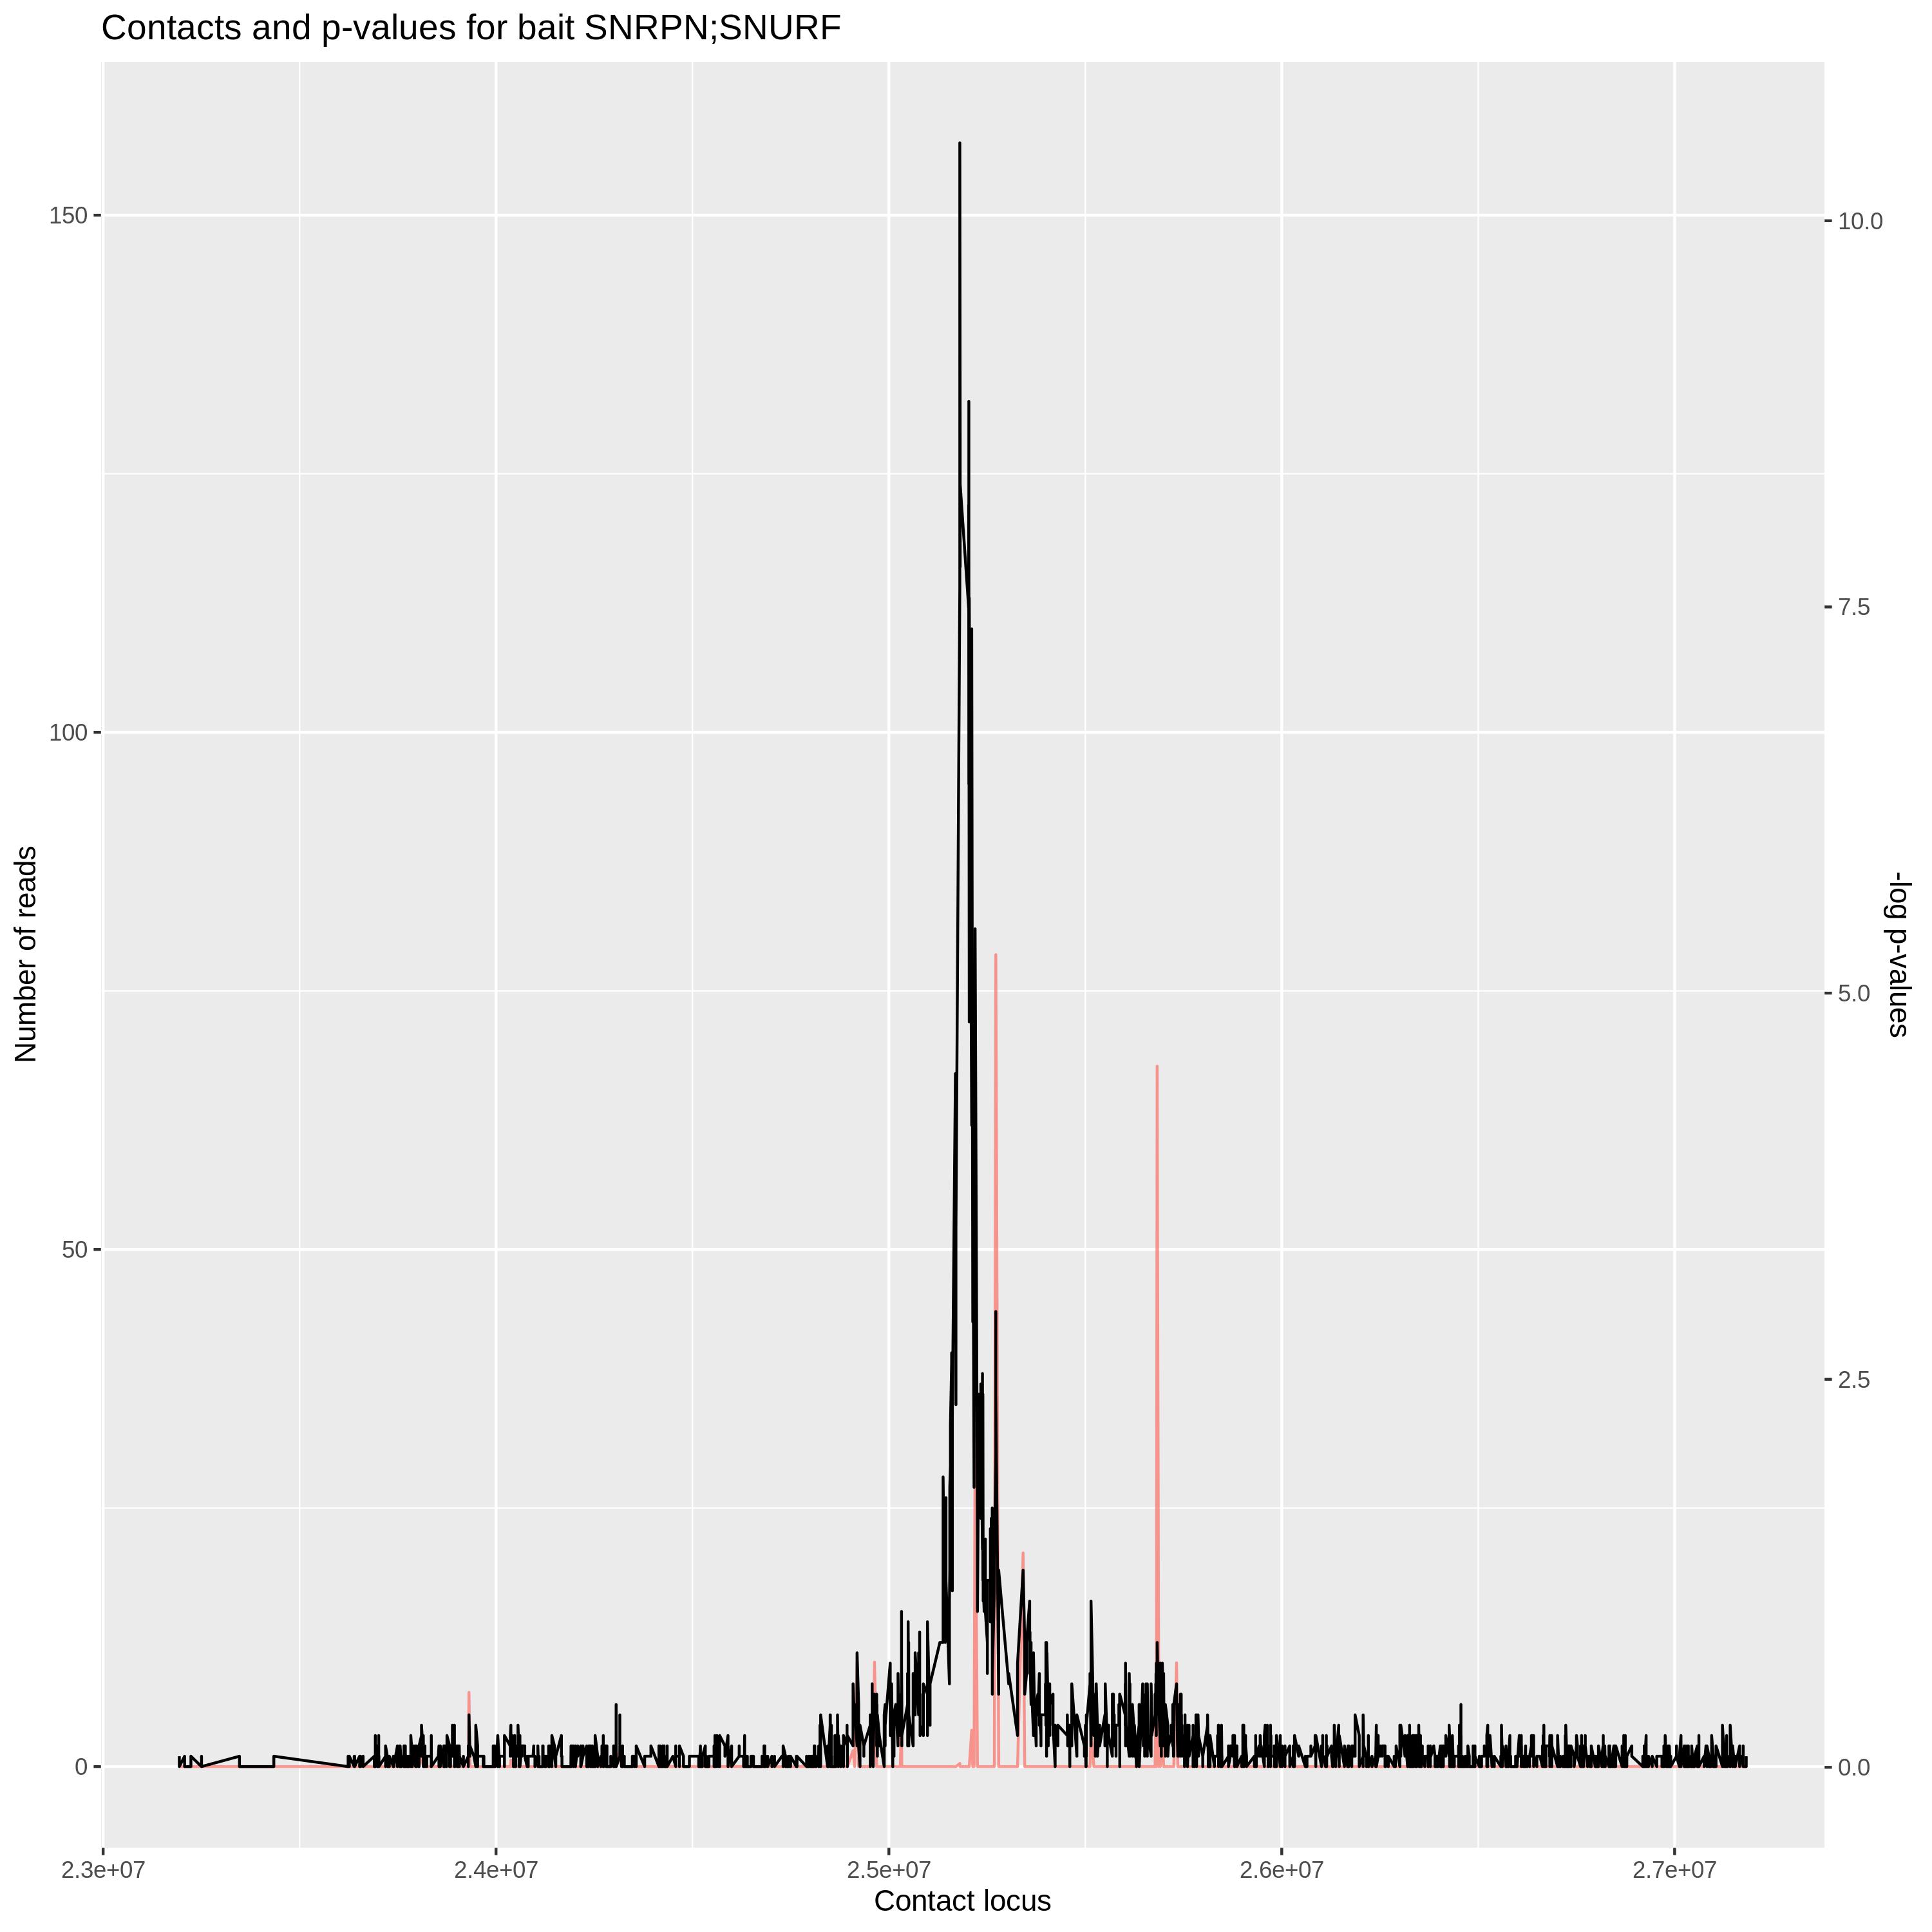 Contacts and p-values for bait SNRPN;SNURF
150
100
50
0
Number of reads
10.0
7.5
5.0
2.5
0.0
-log p-values
2.3e+07 2.4e+07 2.5e+07 2.6e+07 2.7e+07
Contact locus